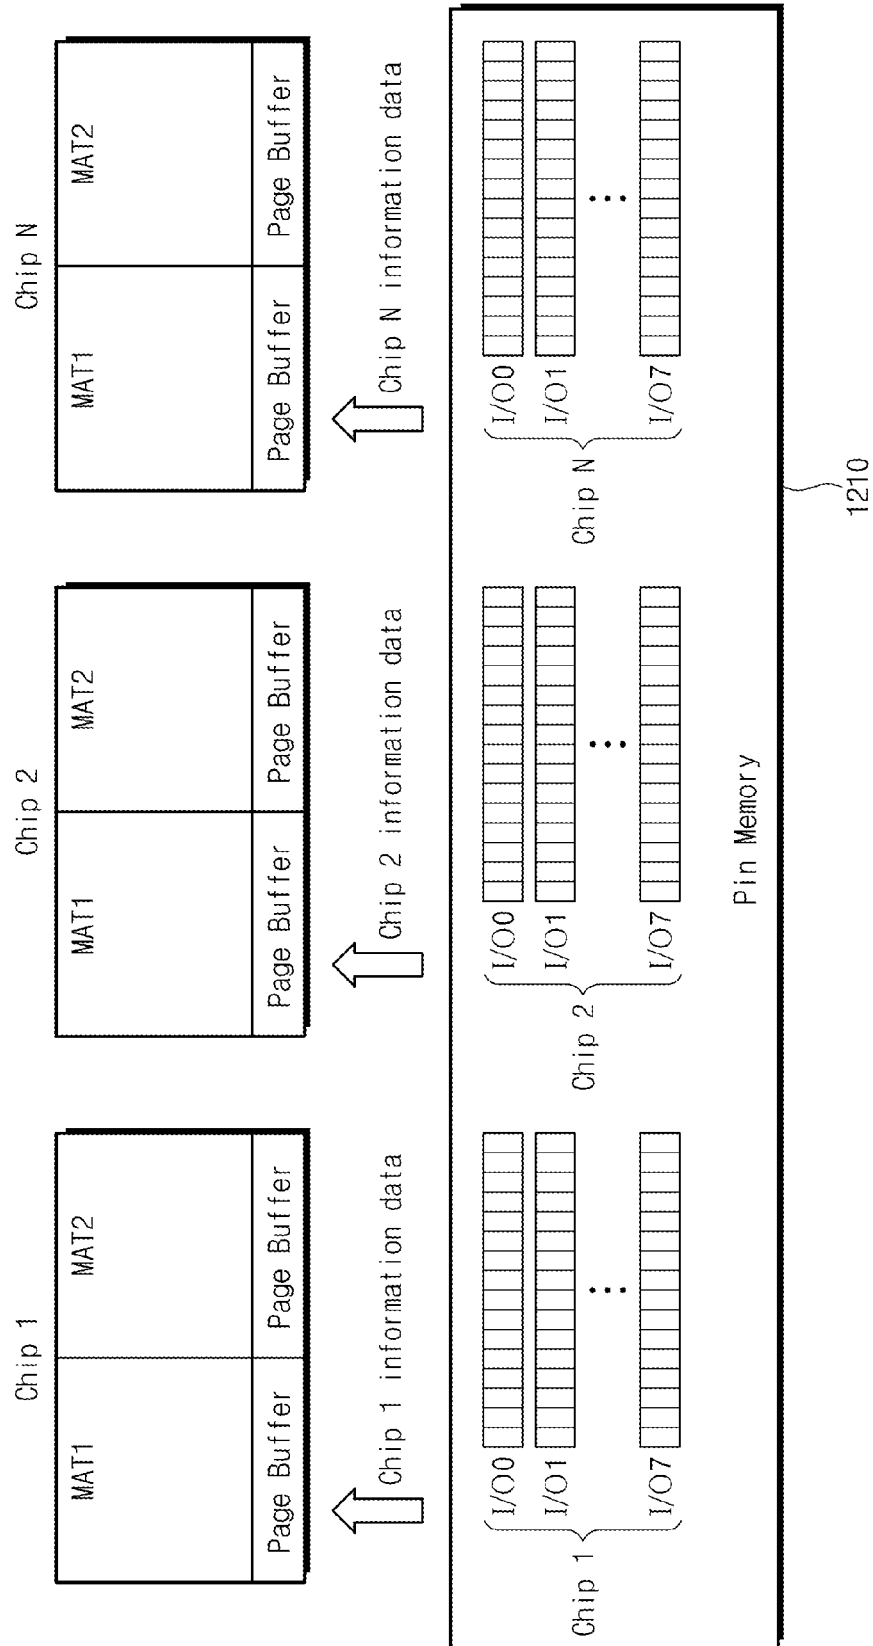 Chip 1
Chip 2
Chip N
MAT1
MAT2
MAT1
MAT2
MAT1
MAT2
Page Buffer
Page Buffer
Page Buffer
Page Buffer
Page Buffer
Page Buffer
Chip 1 information data
Chip 2 information data
Chip N information data
Chip 1
I/O0
I/O1
I/O7
Chip 2
I/O0
I/O1
I/O7
Chip N
I/O0
I/O1
I/O7
Pin Memory
1210